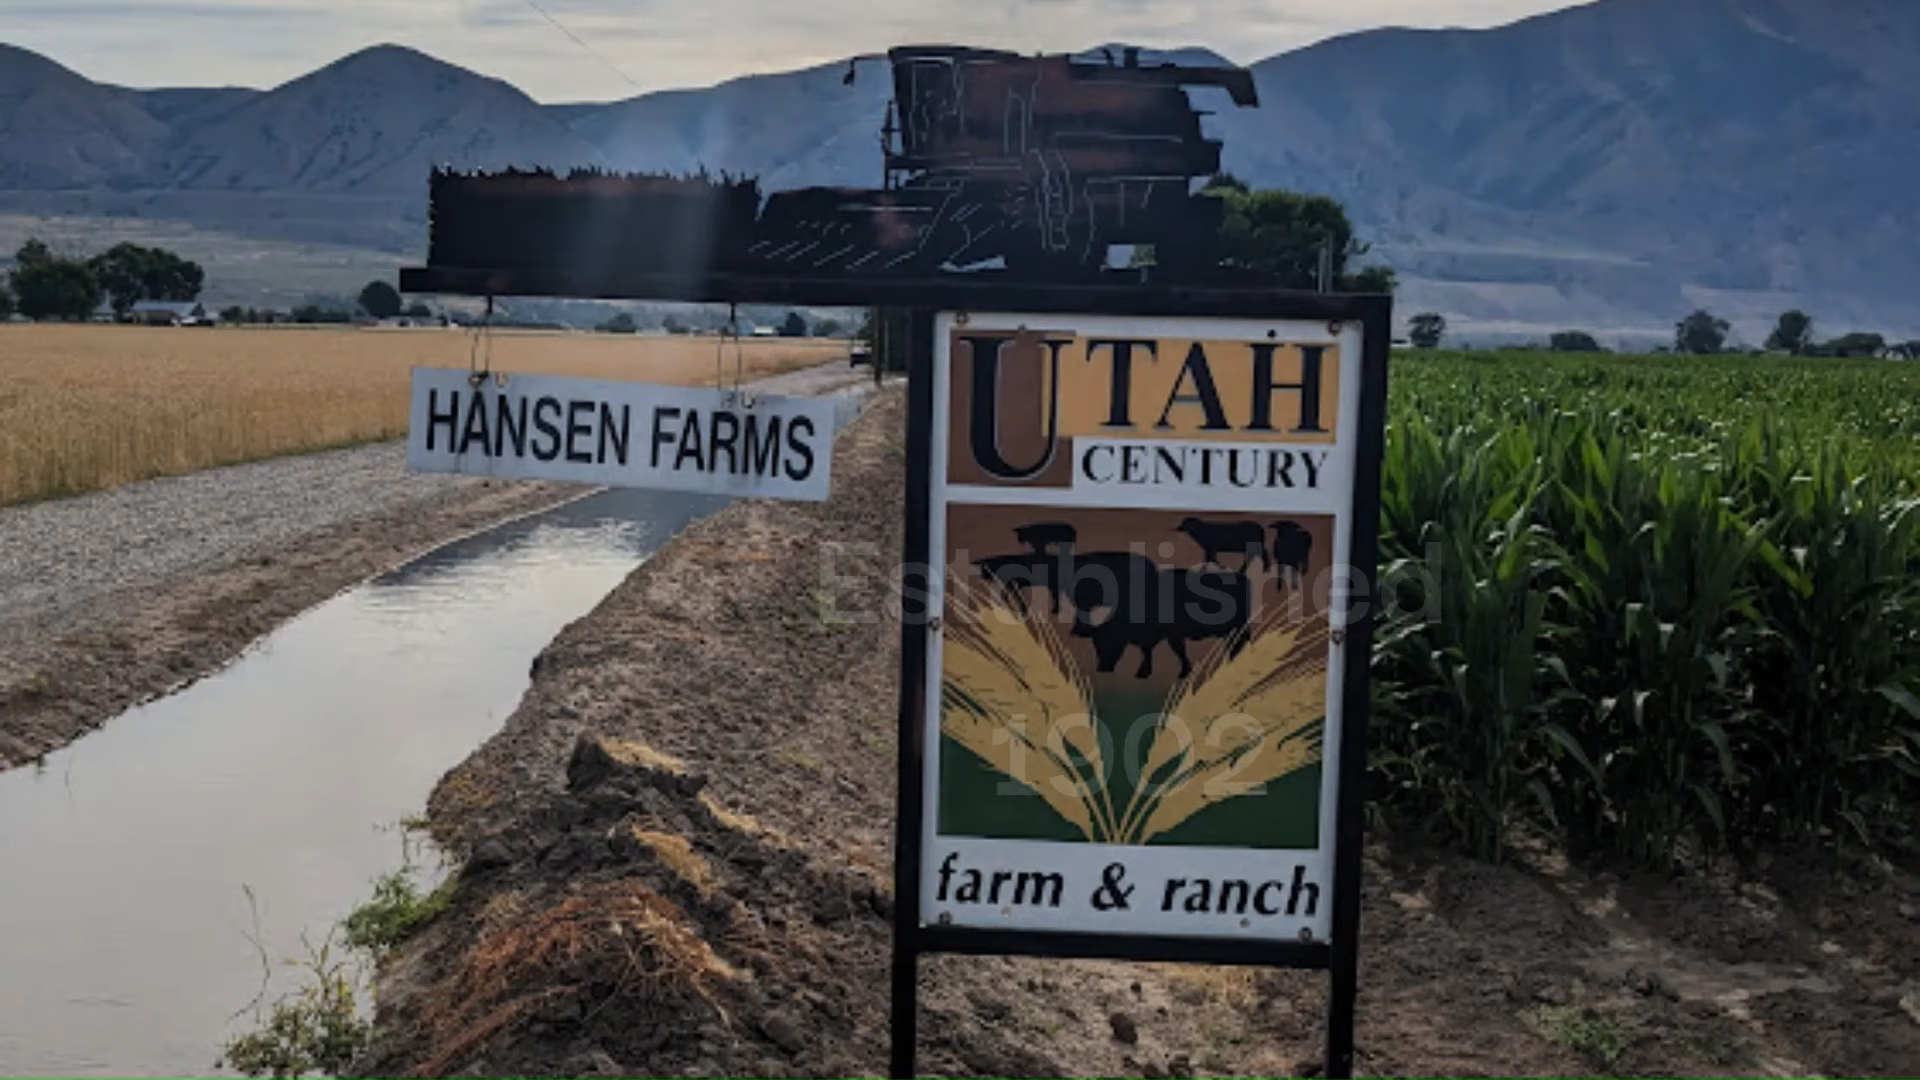 HANSEN FARMS
UTAH
CENTURY
Established
1902
farm & ranch